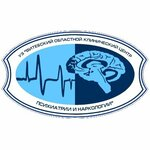 УЗ "ВИТЕБСКИЙ ОБЛАСТНОЙ КЛИНИЧЕСКИЙ ЦЕНТР
ПСИХИАТРИИ И НАРКОЛОГИИ"